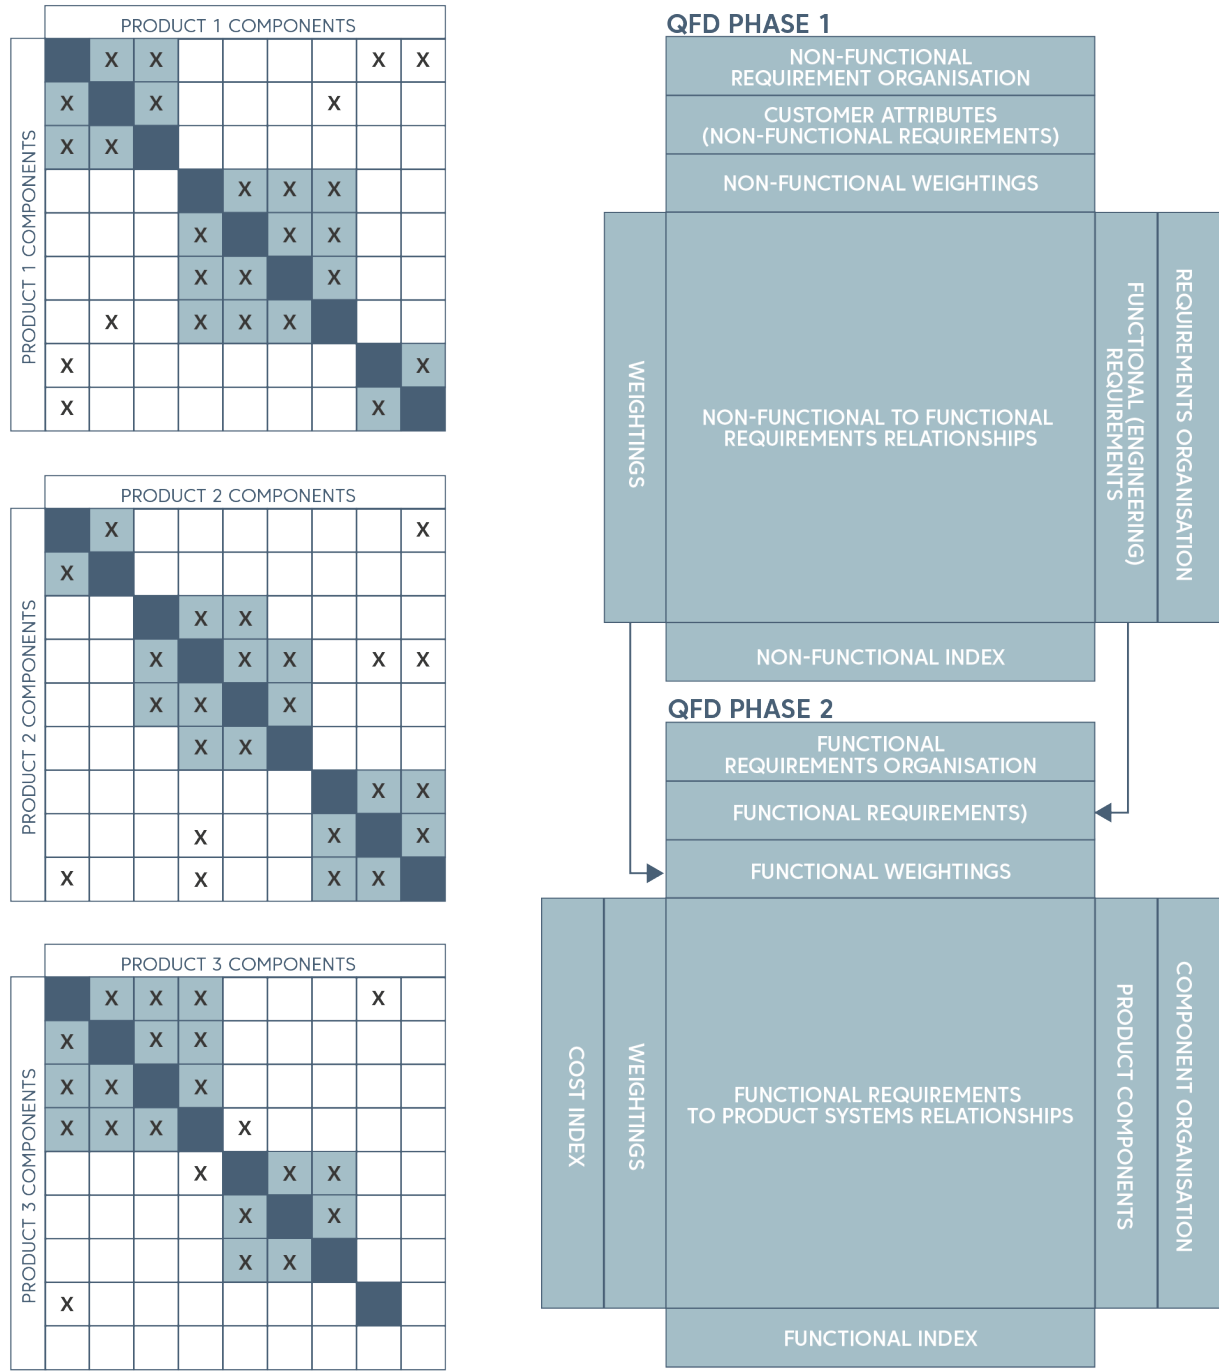 PRODUCT 1 COMPONENTS
PRODUCT 1 COMPONENTS
X X X X
X X X
X X
X X X
X X X
X X X
X X X X
X X
X X
PRODUCT 2 COMPONENTS
PRODUCT 2 COMPONENTS
X X
X
X X
X X X X X
X X X
X X
X X
X X X
X X X X
PRODUCT 3 COMPONENTS
PRODUCT 3 COMPONENTS
X X X X
X X X
X X X
X X X X
X X X
X X
X X
X
QFD PHASE 1
NON-FUNCTIONAL
REQUIREMENT ORGANISATION
CUSTOMER ATTRIBUTES
(NON-FUNCTIONAL REQUIREMENTS)
NON-FUNCTIONAL WEIGHTINGS
WEIGHTINGS
NON-FUNCTIONAL TO FUNCTIONAL
REQUIREMENTS RELATIONSHIPS
FUNCTIONAL (ENGINEERING)
REQUIREMENTS
REQUIREMENTS ORGANISATION
NON-FUNCTIONAL INDEX
QFD PHASE 2
FUNCTIONAL
REQUIREMENTS ORGANISATION
FUNCTIONAL REQUIREMENTS)
FUNCTIONAL WEIGHTINGS
COST INDEX
WEIGHTINGS
FUNCTIONAL REQUIREMENTS
TO PRODUCT SYSTEMS RELATIONSHIPS
PRODUCT COMPONENTS
COMPONENT ORGANISATION
FUNCTIONAL INDEX